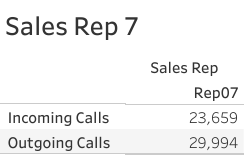 Sales Rep 7
Sales Rep
Rep07
Incoming Calls 23,659
Outgoing Calls 29,994